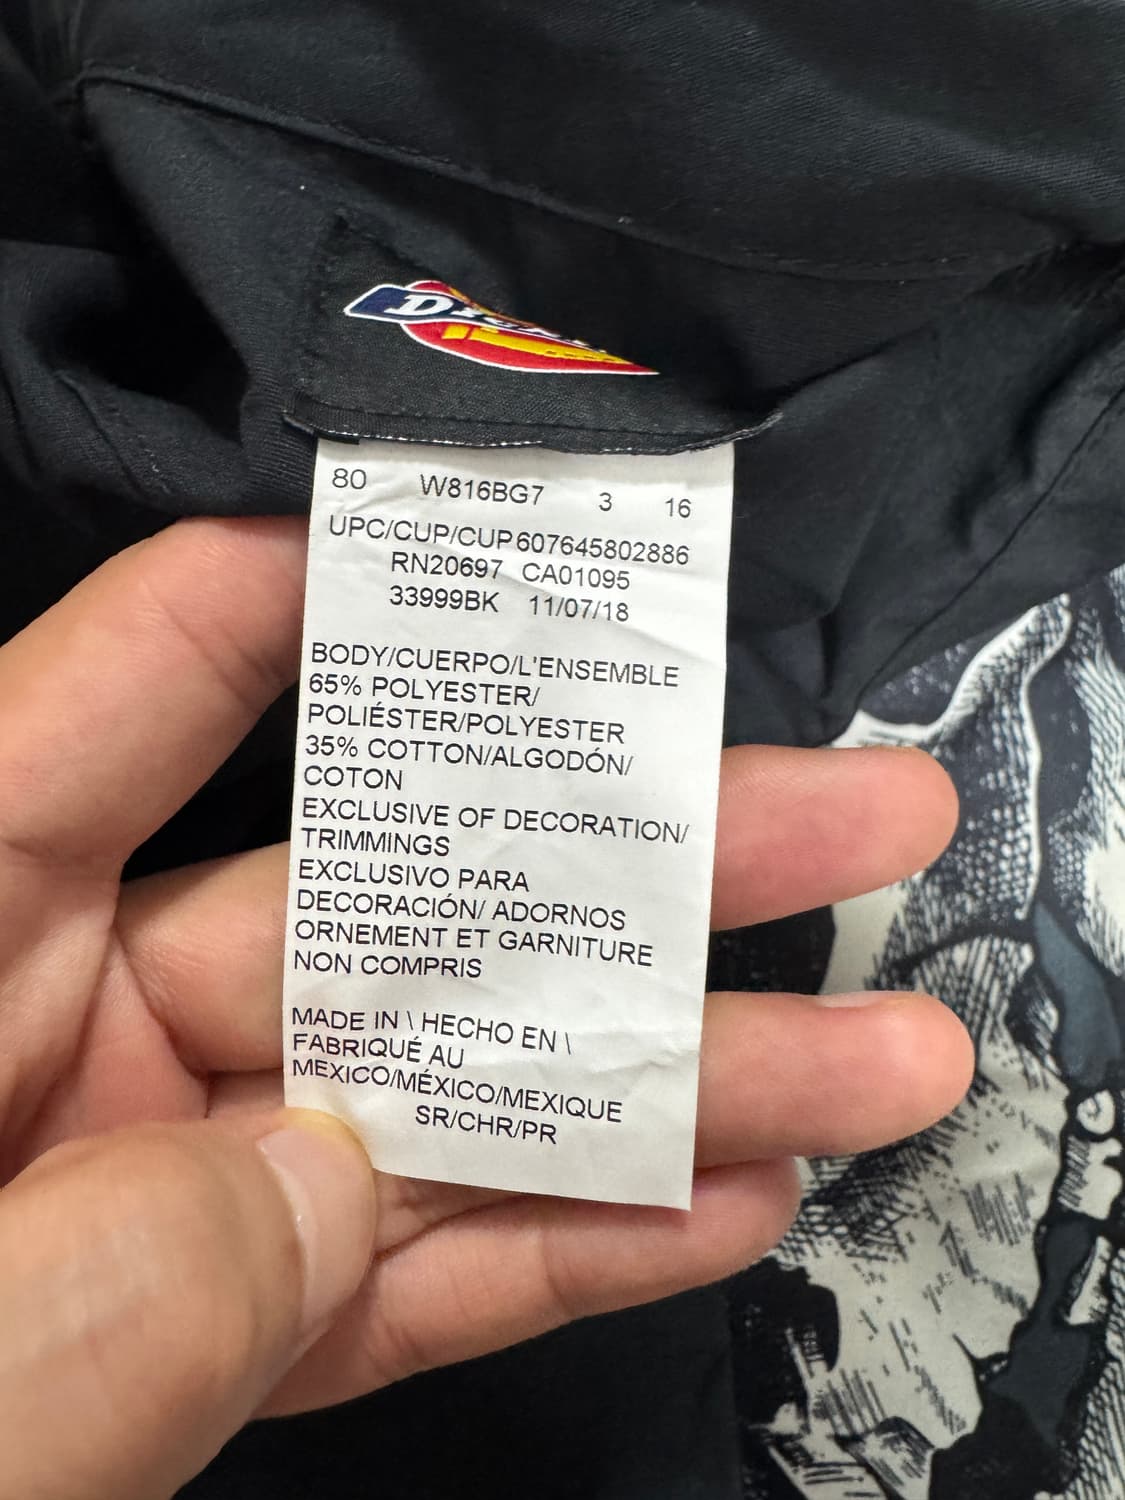 80 W816BG7 3 16
UPC/CUP/CUP 607645802886
RN20697 CA01095
33999BK 11/07/18
BODY/CUERPO/L'ENSEMBLE
65% POLYESTER/
POLIÉSTER/POLYESTER
35% COTTON/ALGODÓN/
COTON
EXCLUSIVE OF DECORATION/
TRIMMINGS
EXCLUSIVO PARA
DECORACIÓN/ ADORNOS
ORNEMENT ET GARNITURE
NON COMPRIS
MADE IN \ HECHO EN \
FABRIQUÉ AU
MEXICO/MÉXICO/MEXIQUE
SR/CHR/PR